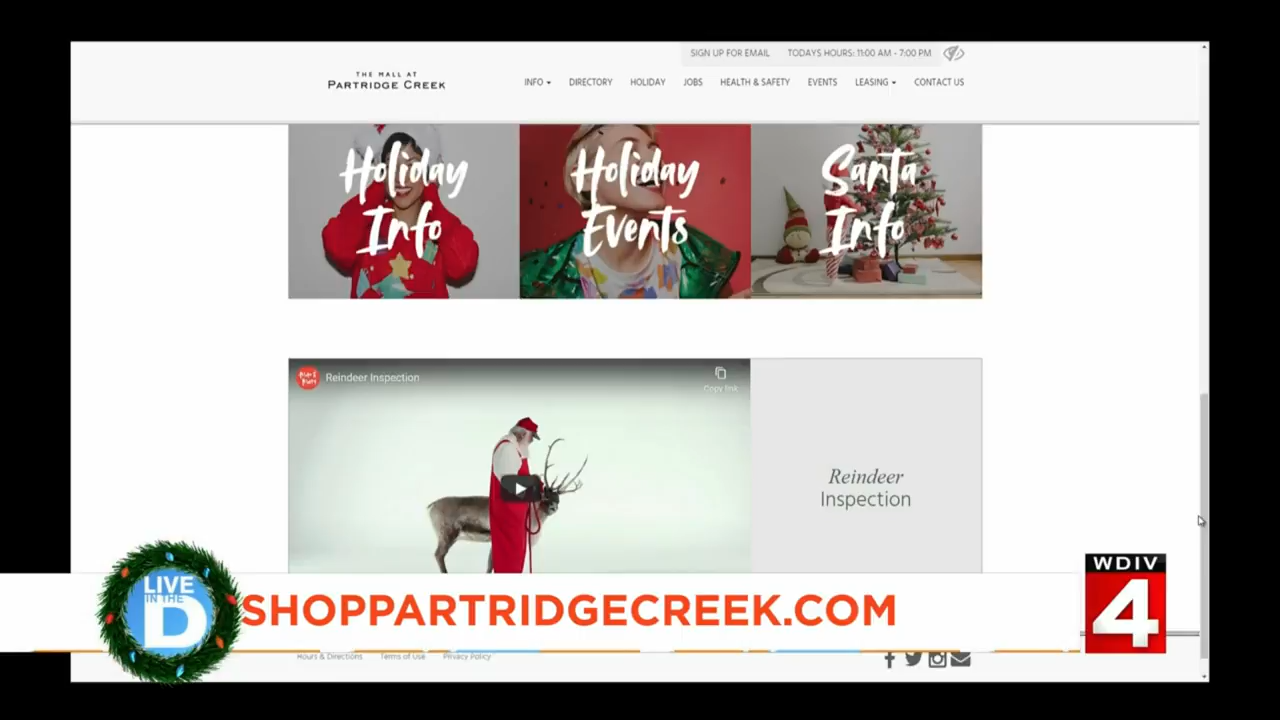 SIGN UP FOR EMAIL TODAYS HOURS: 11:00 AM - 7:00 PM
THE MALL AT
PARTRIDGE CREEK
INFO DIRECTORY HOLIDAY JOBS HEALTH & SAFETY EVENTS LEASING CONTACT US
Holiday
Info
Holiday
Events
Santa
Info
Reindeer Inspection
Copy link
Reindeer
Inspection
LIVE
IN THE
D
SHOPPARTRIDGECREEK.COM
WDIV
4
Hours & Directions Terms of Use Privacy Policy